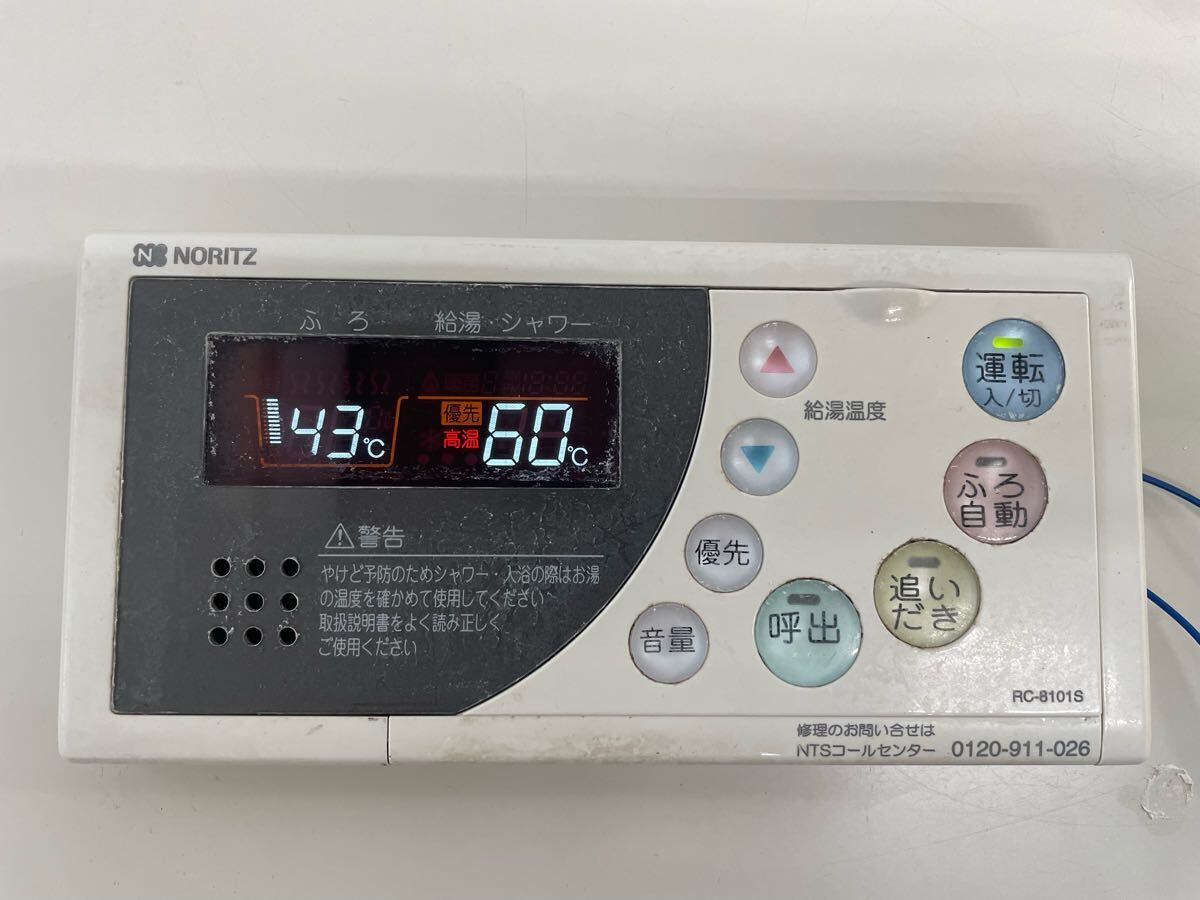 NORITZ
ふろ 給湯・シャワー
43℃ 優先 高温 60℃
給湯温度
運転
入/切
ふろ
自動
優先
追い
だき
呼出
音量
警告
やけど予防のためシャワー・入浴の際はお湯
の温度を確かめて使用してください
取扱説明書をよく読み正しく
ご使用ください
RC-8101S
修理のお問い合せは
NTSコールセンター 0120-911-026